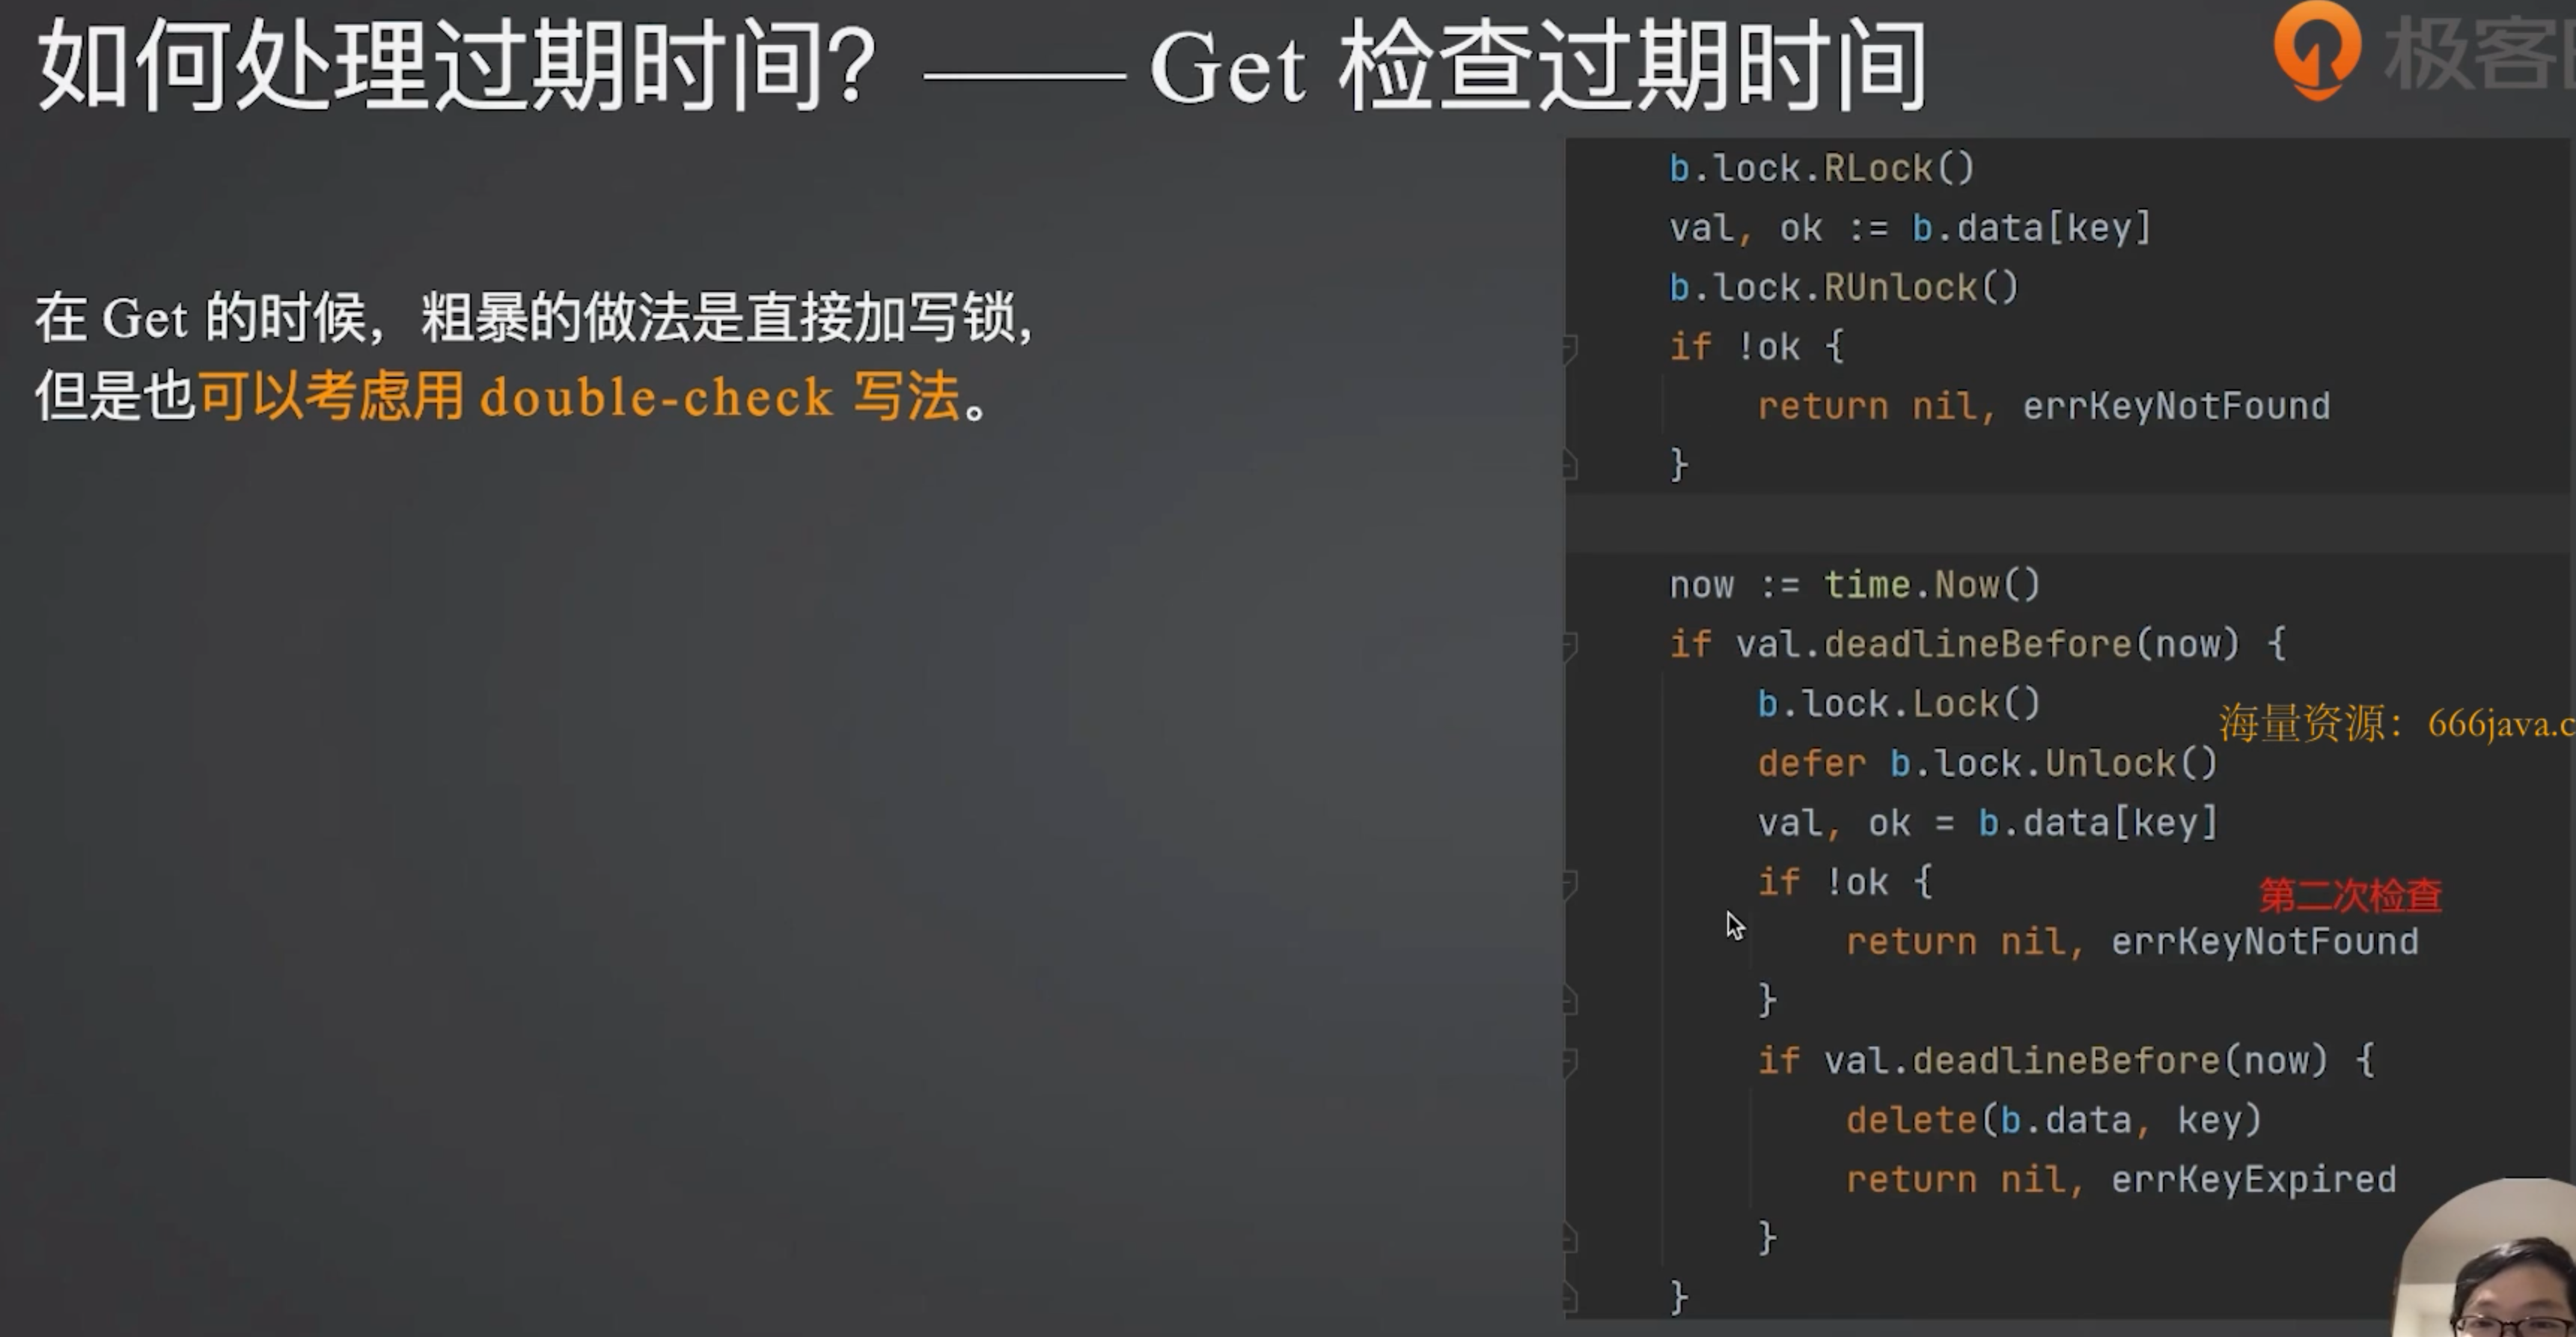 如何处理过期时间？—— Get 检查过期时间
极客
在 Get 的时候，粗暴的做法是直接加写锁，
但是也可以考虑用 double-check 写法。
b.lock.RLock()
val, ok := b.data[key]
b.lock.RUnlock()
if !ok {
return nil, errKeyNotFound
}
now := time.Now()
if val.deadlineBefore(now) {
b.lock.Lock()
海量资源：666java.c
defer b.lock.Unlock()
val, ok = b.data[key]
if !ok {
第二次检查
return nil, errKeyNotFound
}
if val.deadlineBefore(now) {
delete(b.data, key)
return nil, errKeyExpired
}
}